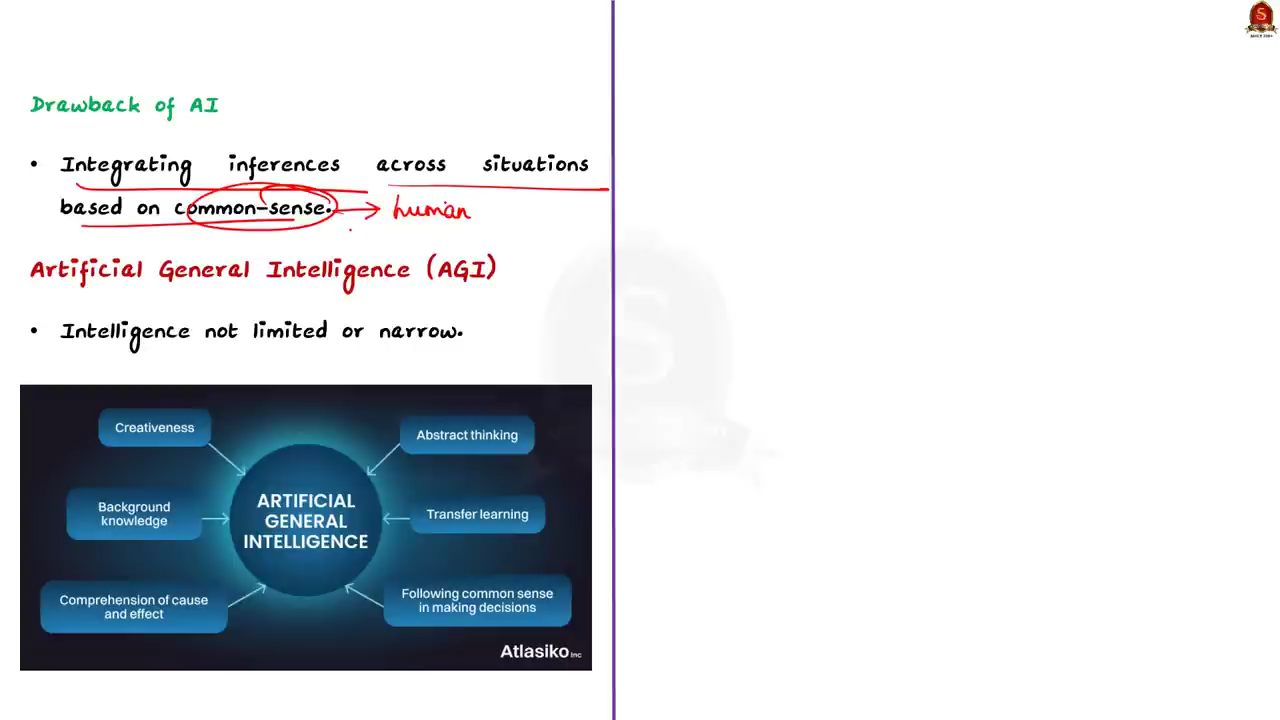 Drawback of AI
• Integrating inferences across situations
based on common-sense. → human
Artificial General Intelligence (AGI)
• Intelligence not limited or narrow.
Creativeness
Abstract thinking
Background
knowledge
ARTIFICIAL
GENERAL
INTELLIGENCE
Transfer learning
Comprehension of cause
and effect
Following common sense
in making decisions
Atlasiko Inc
S
S